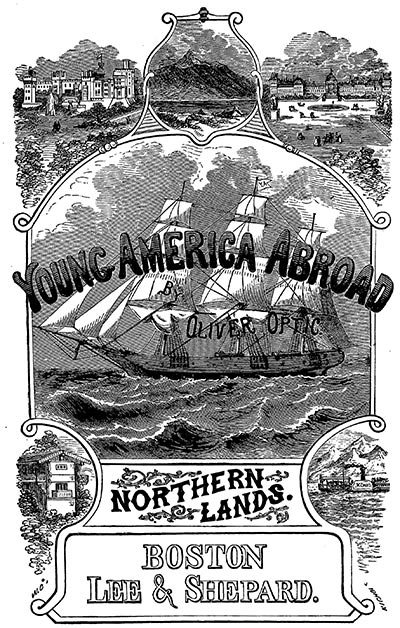 YOUNG AMERICA ABROAD
BY
OLIVER OPTIC
NORTHERN
LANDS.
BOSTON
LEE & SHEPARD.